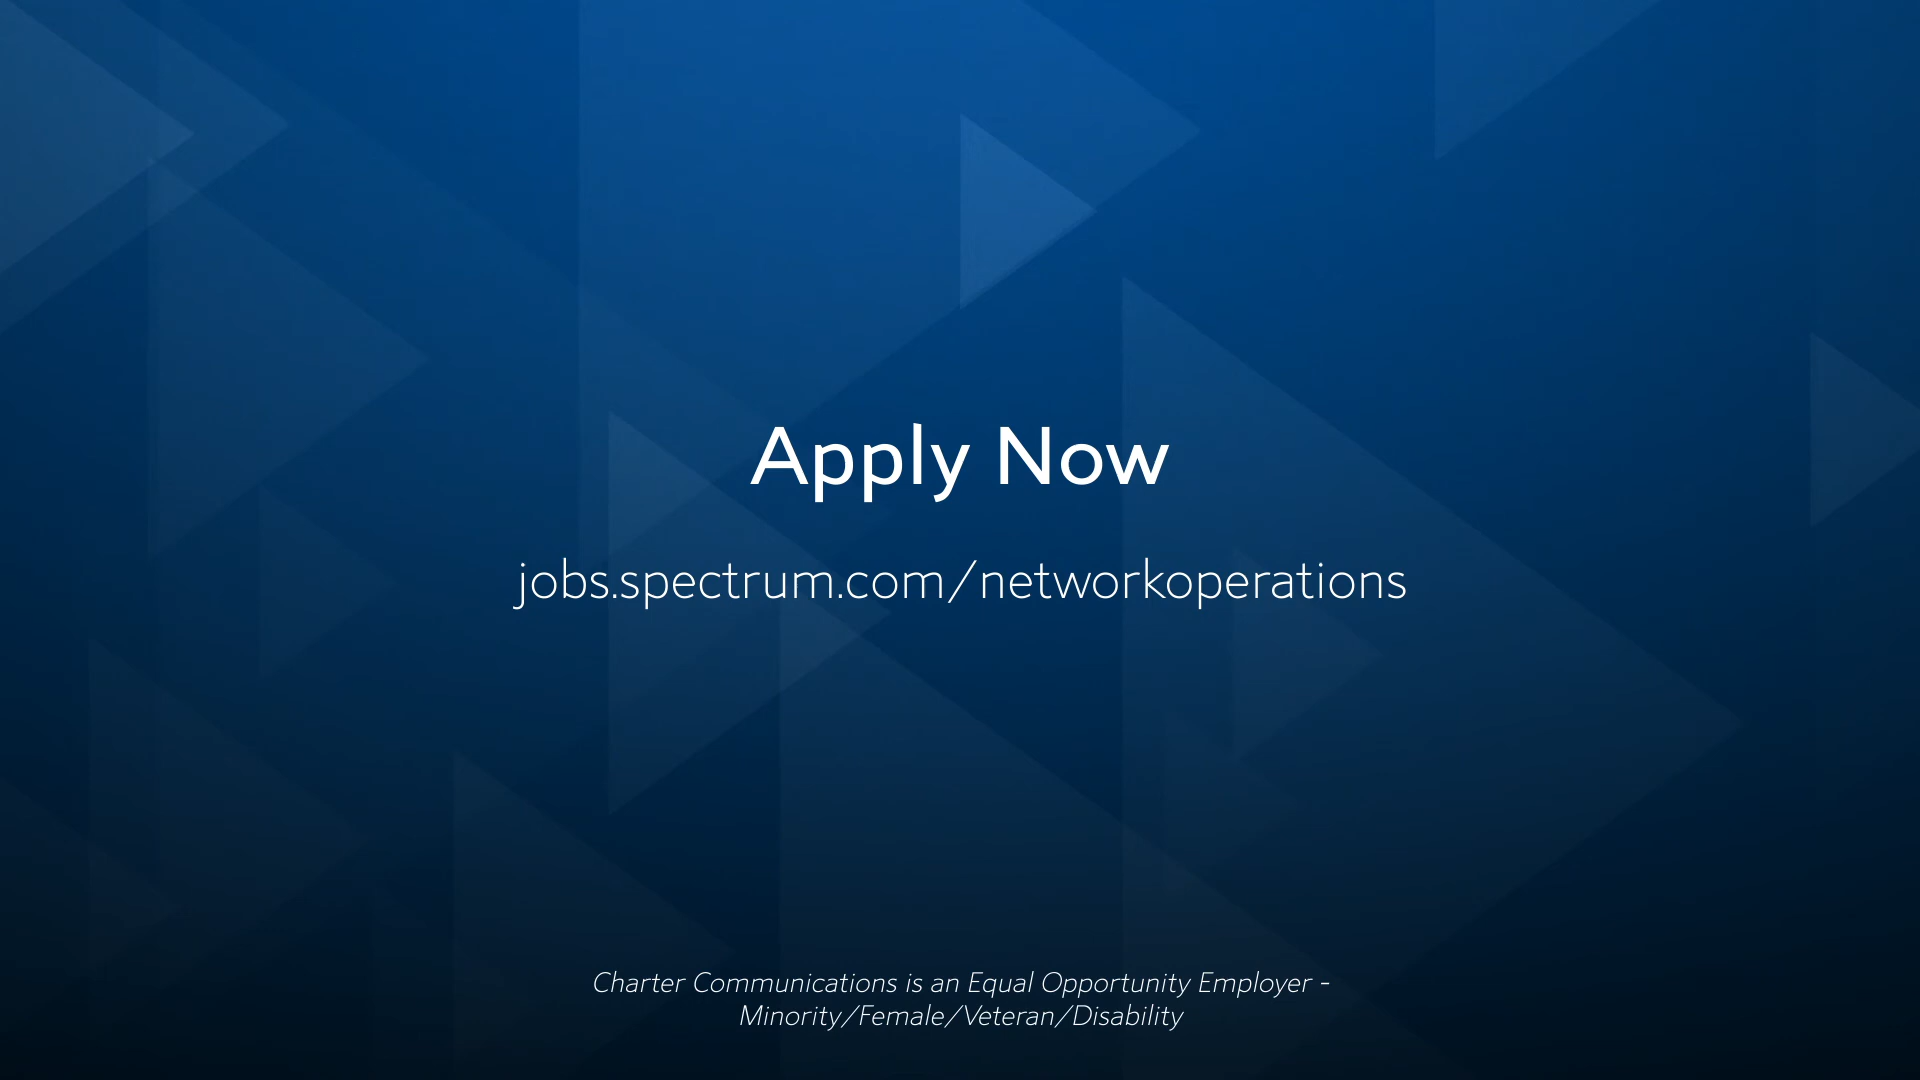 Apply Now
jobs.spectrum.com/networkoperations
Charter Communications is an Equal Opportunity Employer -
Minority/Female/Veteran/Disability